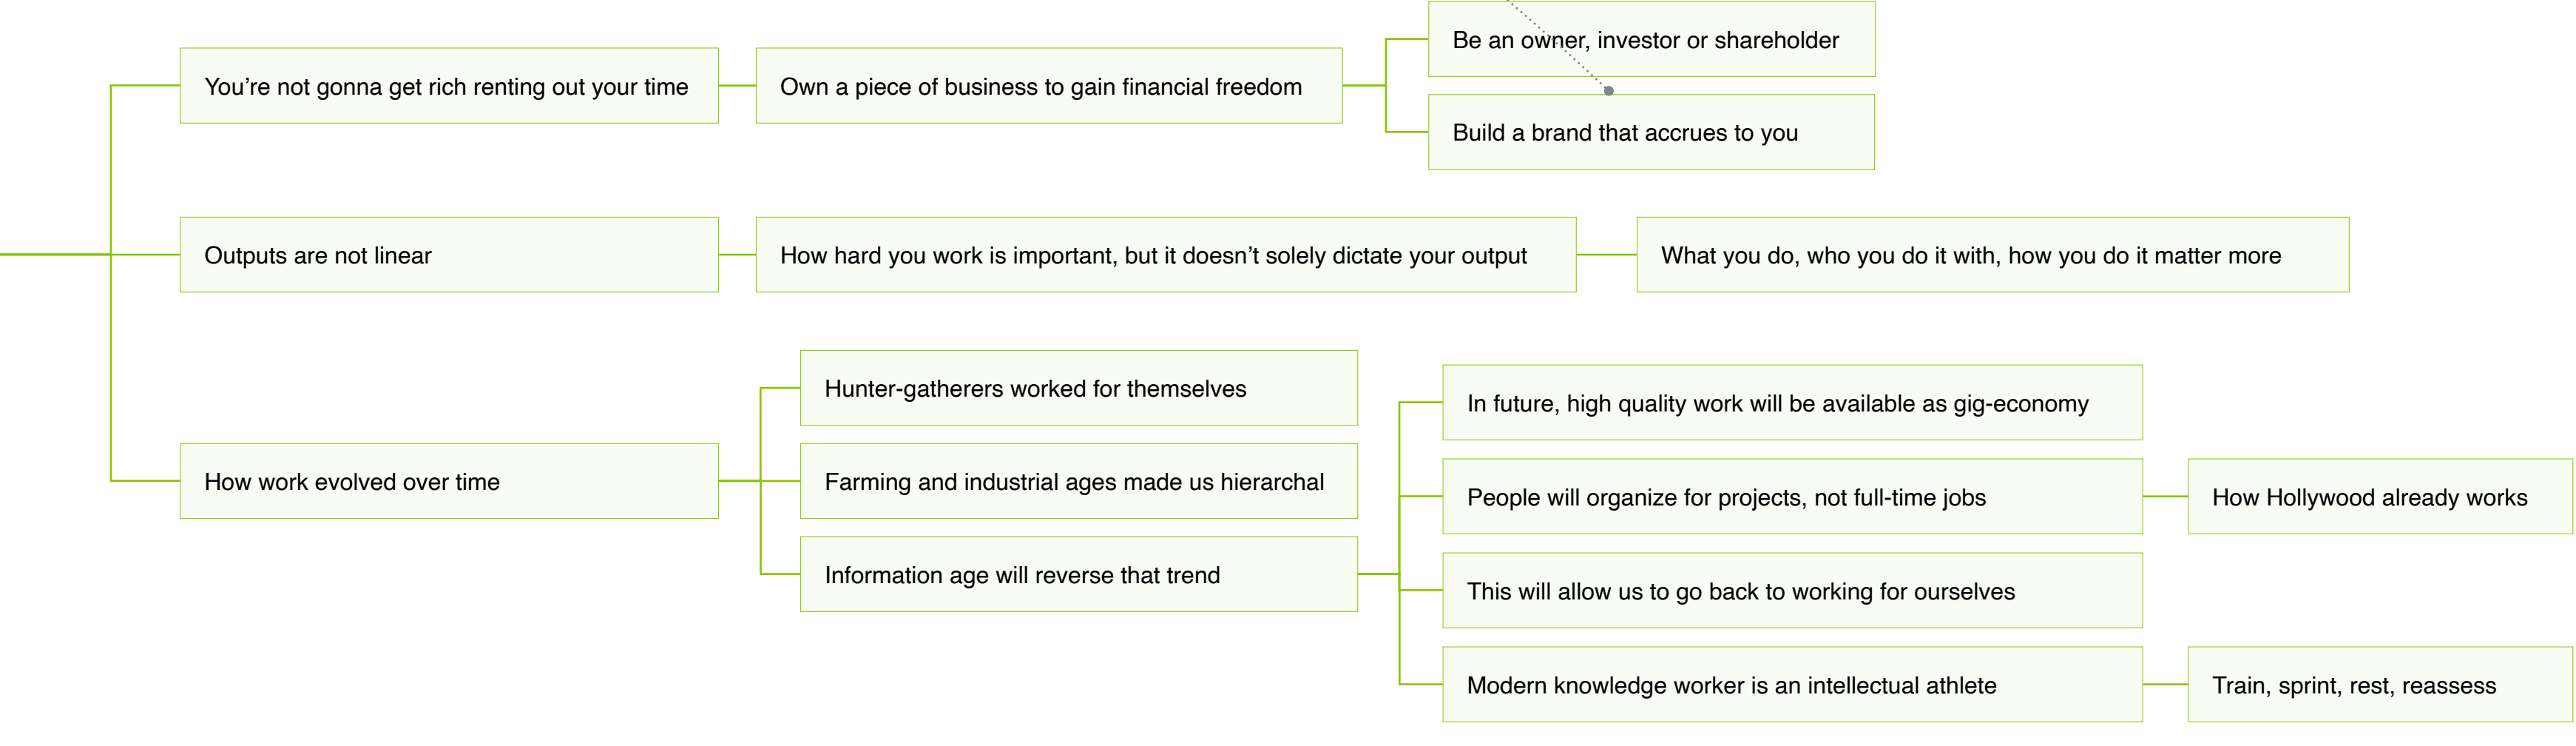 You’re not gonna get rich renting out your time
Own a piece of business to gain financial freedom
Be an owner, investor or shareholder
Build a brand that accrues to you
Outputs are not linear
How hard you work is important, but it doesn’t solely dictate your output
What you do, who you do it with, how you do it matter more
How work evolved over time
Hunter-gatherers worked for themselves
Farming and industrial ages made us hierarchal
Information age will reverse that trend
In future, high quality work will be available as gig-economy
People will organize for projects, not full-time jobs
How Hollywood already works
This will allow us to go back to working for ourselves
Modern knowledge worker is an intellectual athlete
Train, sprint, rest, reassess